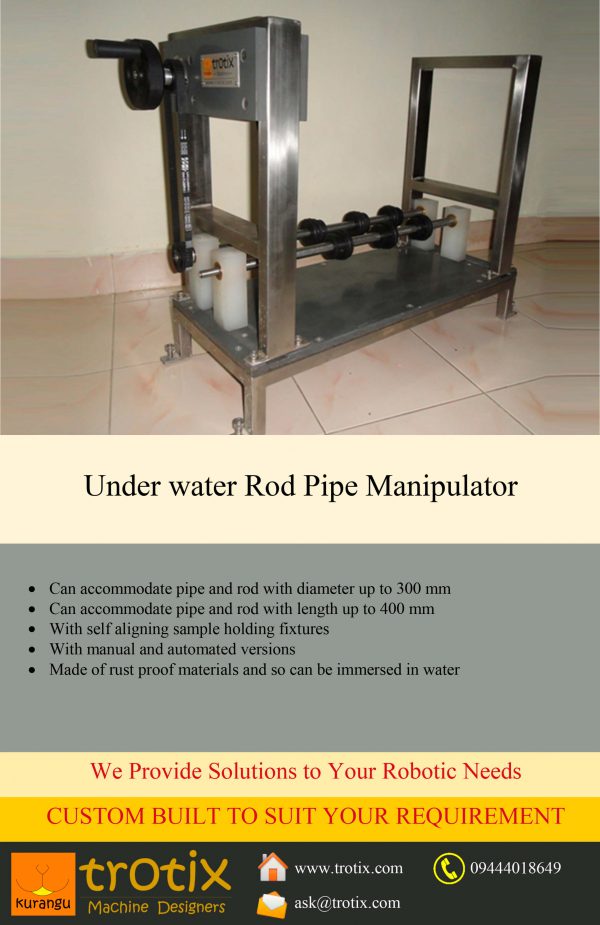 trotix
Under water Rod Pipe Manipulator
• Can accommodate pipe and rod with diameter up to 300 mm
• Can accommodate pipe and rod with length up to 400 mm
• With self aligning sample holding fixtures
• With manual and automated versions
• Made of rust proof materials and so can be immersed in water
We Provide Solutions to Your Robotic Needs
CUSTOM BUILT TO SUIT YOUR REQUIREMENT
kurangu
trotix
Machine Designers
www.trotix.com
09444018649
ask@trotix.com